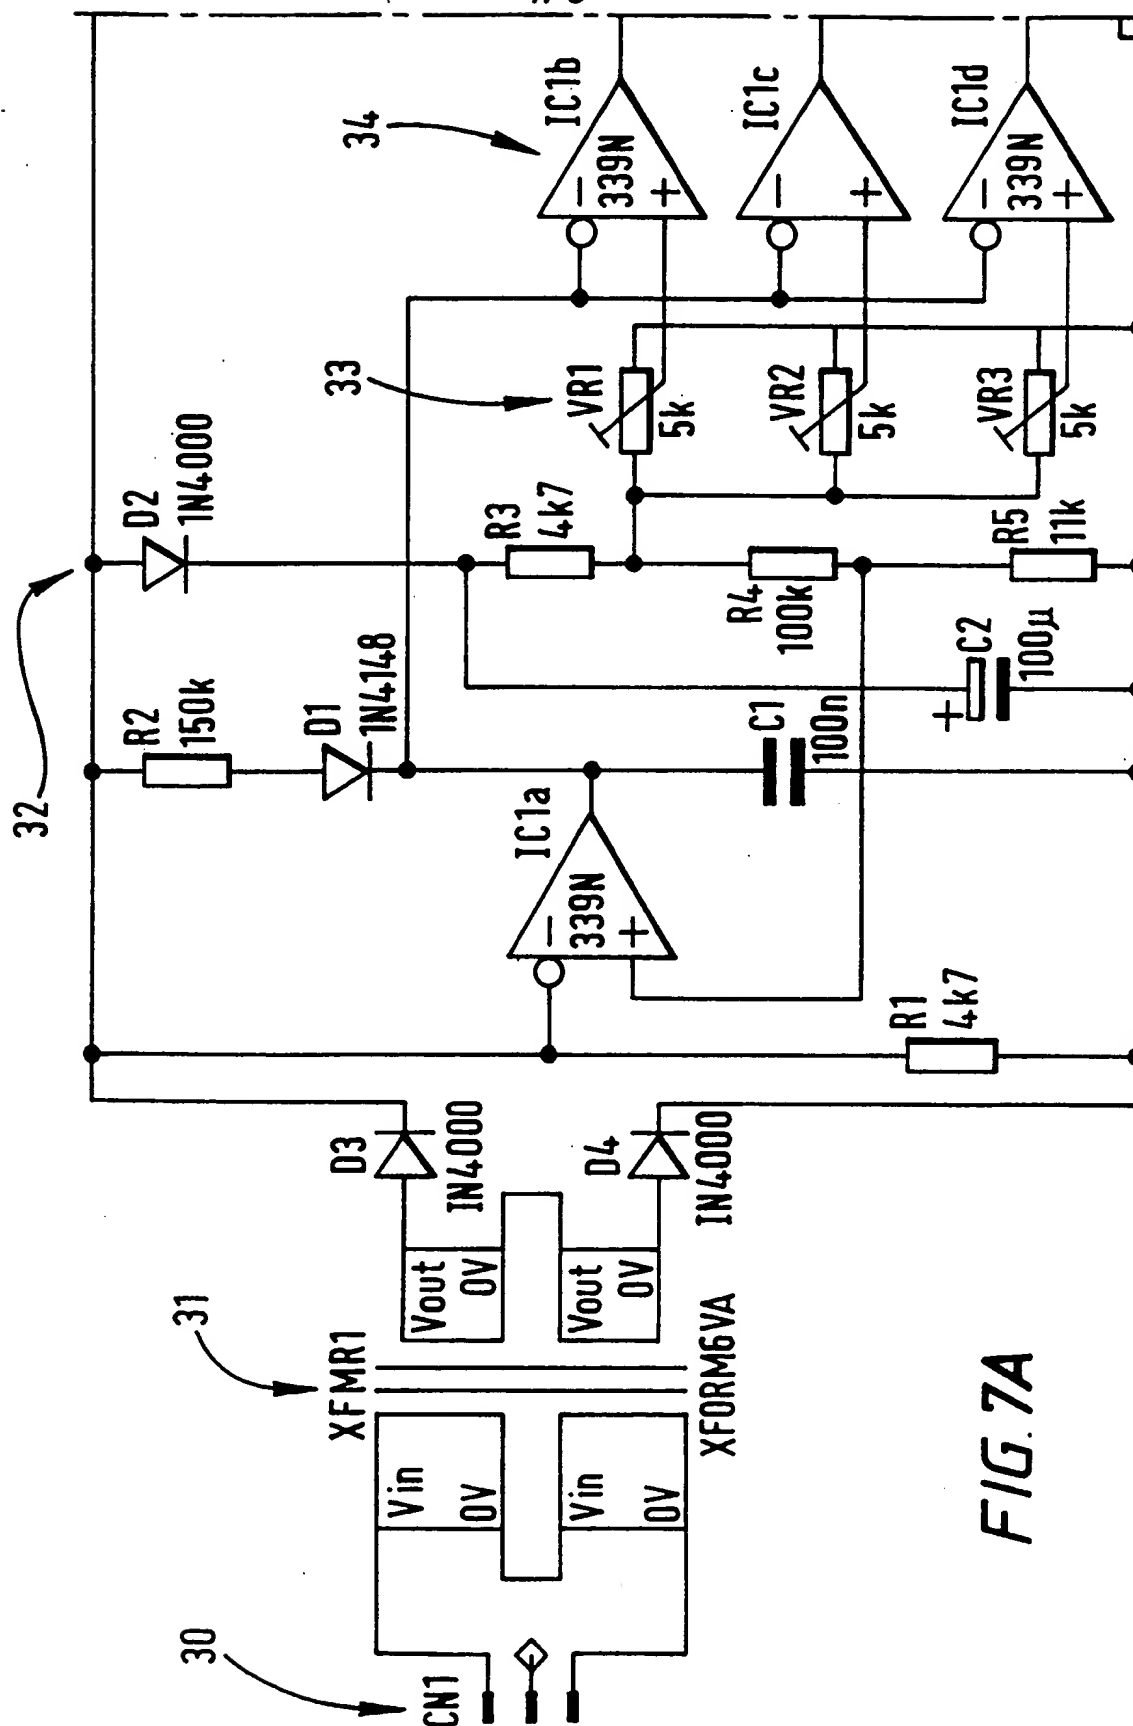 32
34
33
31
30
R2
150k
D1
1N4148
D2
1N4000
R3
4k7
R4
100k
R5
11k
C1
100n
+
C2
100µ
VR1
5k
VR2
5k
VR3
5k
IC1b
−
339N
+
IC1c
−
+
IC1d
−
339N
+
IC1a
−
339N
+
R1
4k7
D3
IN4000
D4
IN4000
XFMR1
Vin
0V
Vin
0V
Vout
0V
Vout
0V
XFORM6VA
CN1
FIG. 7A